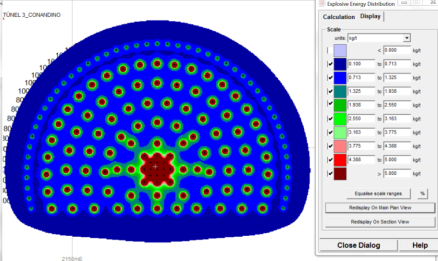 Explosive Energy Distribution
TÚNEL 3_CONANDINO
Calculation Display
Scale
units kg/t
< 0.000 kg/t
0.100 to 0.713 kg/t
0.713 to 1.325 kg/t
1.325 to 1.938 kg/t
1.938 to 2.550 kg/t
2.550 to 3.163 kg/t
3.163 to 3.775 kg/t
3.775 to 4.388 kg/t
4.388 to 5.000 kg/t
> 5.000 kg/t
Equalise scale ranges %
Redisplay On Main Plan View
Redisplay On Section View
Close Dialog Help
2100mE